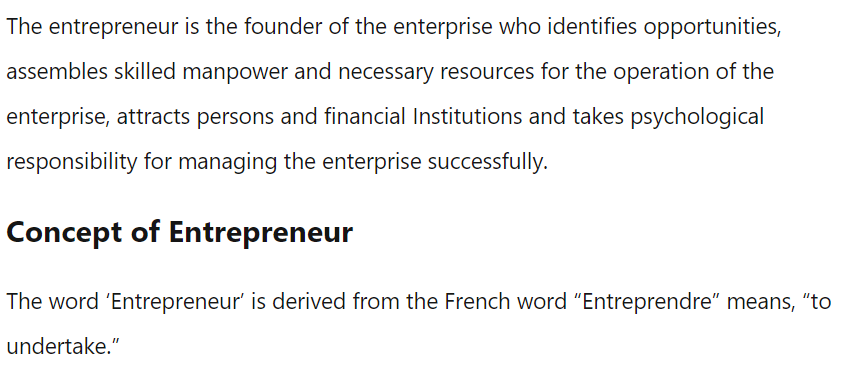 The entrepreneur is the founder of the enterprise who identifies opportunities,
assembles skilled manpower and necessary resources for the operation of the
enterprise, attracts persons and financial Institutions and takes psychological
responsibility for managing the enterprise successfully.
Concept of Entrepreneur
The word ‘Entrepreneur’ is derived from the French word “Entreprendre” means, “to
undertake.”